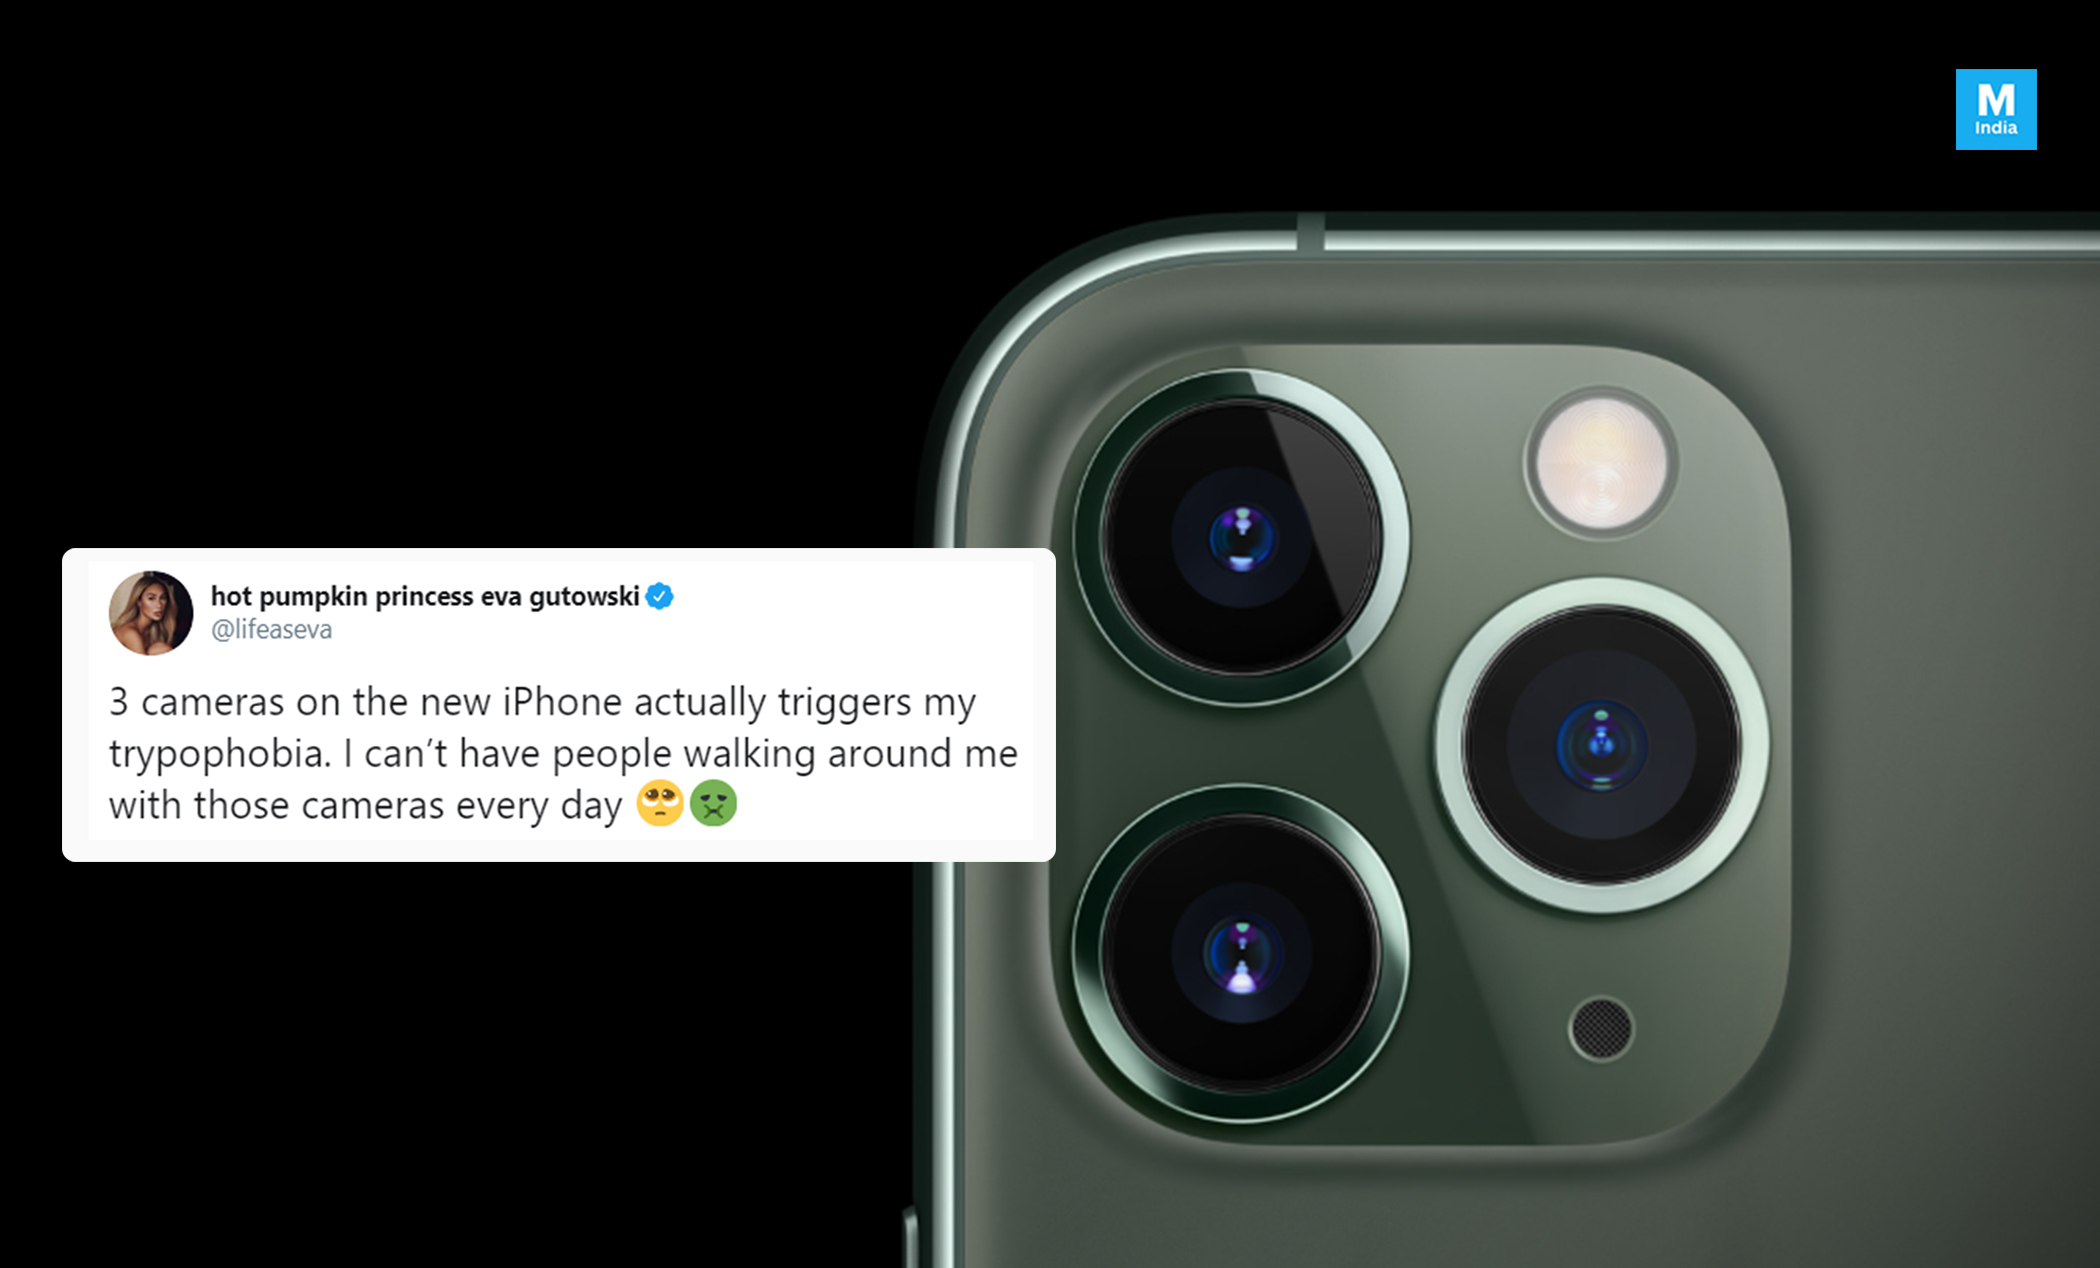 M
India
hot pumpkin princess eva gutowski
@lifeaseva
3 cameras on the new iPhone actually triggers my
trypophobia. I can’t have people walking around me
with those cameras every day 🥺🤢